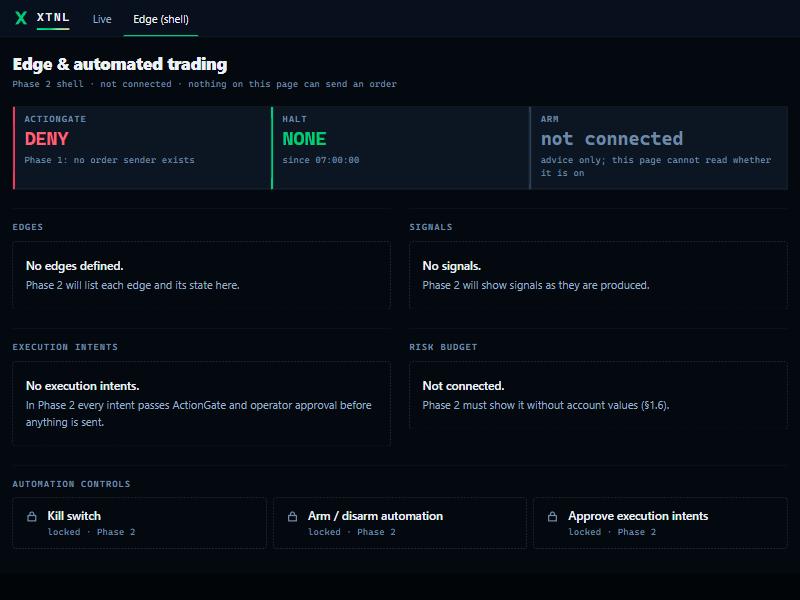 XTNL
Live
Edge (shell)
Edge & automated trading
Phase 2 shell · not connected · nothing on this page can send an order
ACTIONGATE
DENY
Phase 1: no order sender exists
HALT
NONE
since 07:00:00
ARM
not connected
advice only; this page cannot read whether
it is on
EDGES
No edges defined.
Phase 2 will list each edge and its state here.
SIGNALS
No signals.
Phase 2 will show signals as they are produced.
EXECUTION INTENTS
No execution intents.
In Phase 2 every intent passes ActionGate and operator approval before
anything is sent.
RISK BUDGET
Not connected.
Phase 2 must show it without account values (§1.6).
AUTOMATION CONTROLS
Kill switch
locked · Phase 2
Arm / disarm automation
locked · Phase 2
Approve execution intents
locked · Phase 2